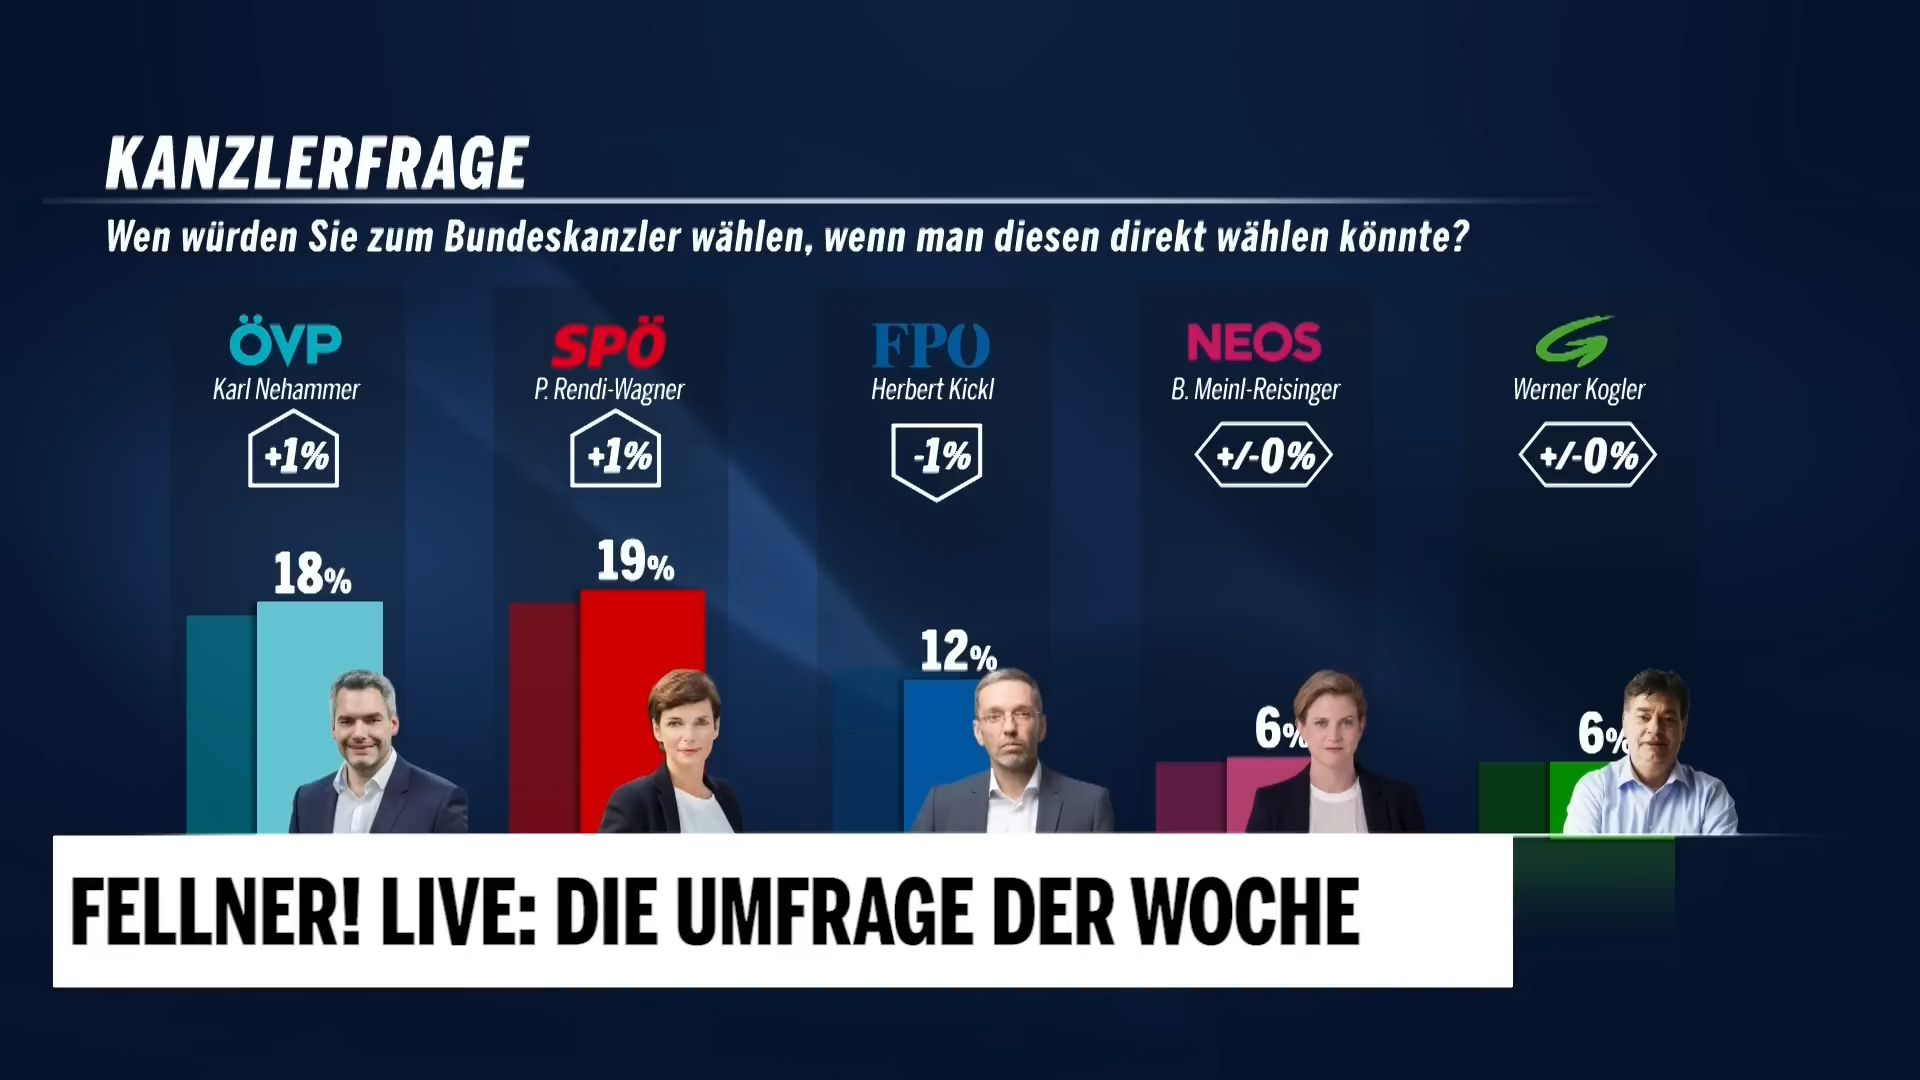 KANZLERFRAGE
Wen würden Sie zum Bundeskanzler wählen, wenn man diesen direkt wählen könnte?
ÖVP
Karl Nehammer
+1%
18%
SPÖ
P. Rendi-Wagner
+1%
19%
FPÖ
Herbert Kickl
-1%
12%
NEOS
B. Meinl-Reisinger
+/-0%
6%
G
Werner Kogler
+/-0%
6%
FELLNER! LIVE: DIE UMFRAGE DER WOCHE